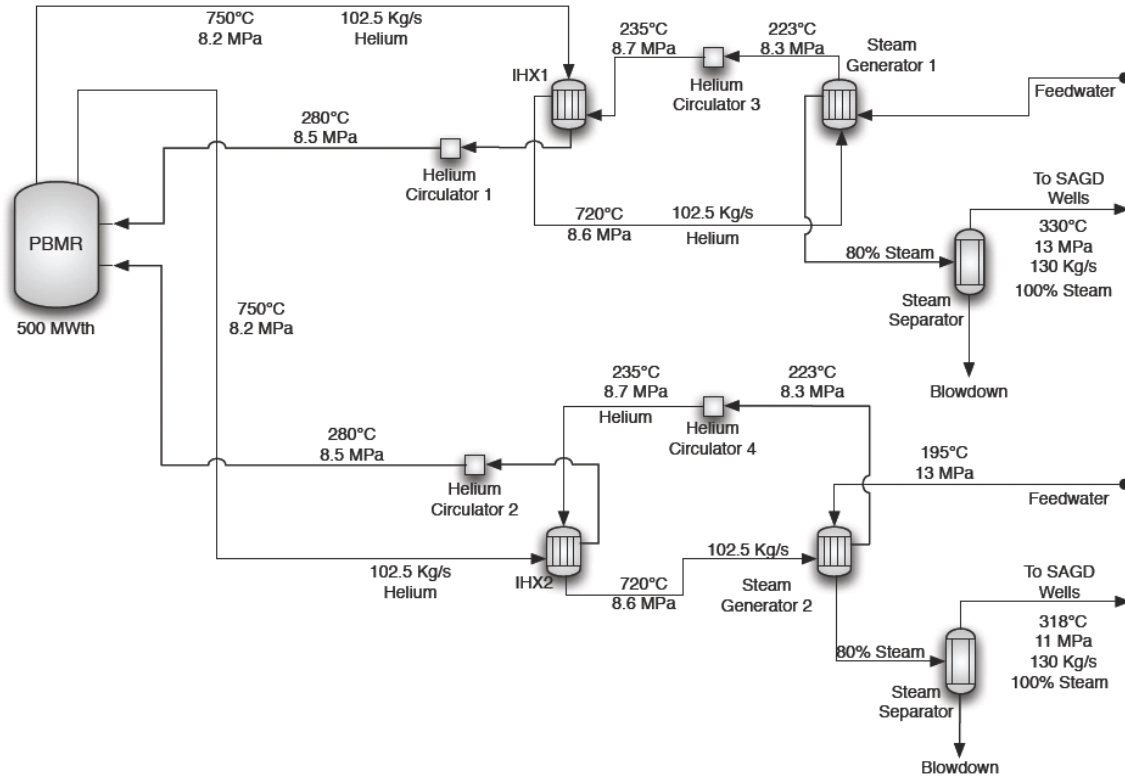 750°C
8.2 MPa
102.5 Kg/s
Helium
235°C
8.7 MPa
223°C
8.3 MPa
Steam
Generator 1
IHX1
Helium
Circulator 3
Feedwater
280°C
8.5 MPa
Helium
Circulator 1
To SAGD
Wells
330°C
13 MPa
130 Kg/s
100% Steam
720°C
8.6 MPa
102.5 Kg/s
Helium
PBMR
80% Steam
Steam
Separator
500 MWth
750°C
8.2 MPa
Blowdown
235°C
8.7 MPa
Helium
223°C
8.3 MPa
Helium
Circulator 4
280°C
8.5 MPa
Helium
Circulator 2
195°C
13 MPa
Feedwater
102.5 Kg/s
Helium
IHX2
720°C
8.6 MPa
102.5 Kg/s
Steam
Generator 2
To SAGD
Wells
318°C
11 MPa
130 Kg/s
100% Steam
80% Steam
Steam
Separator
Blowdown